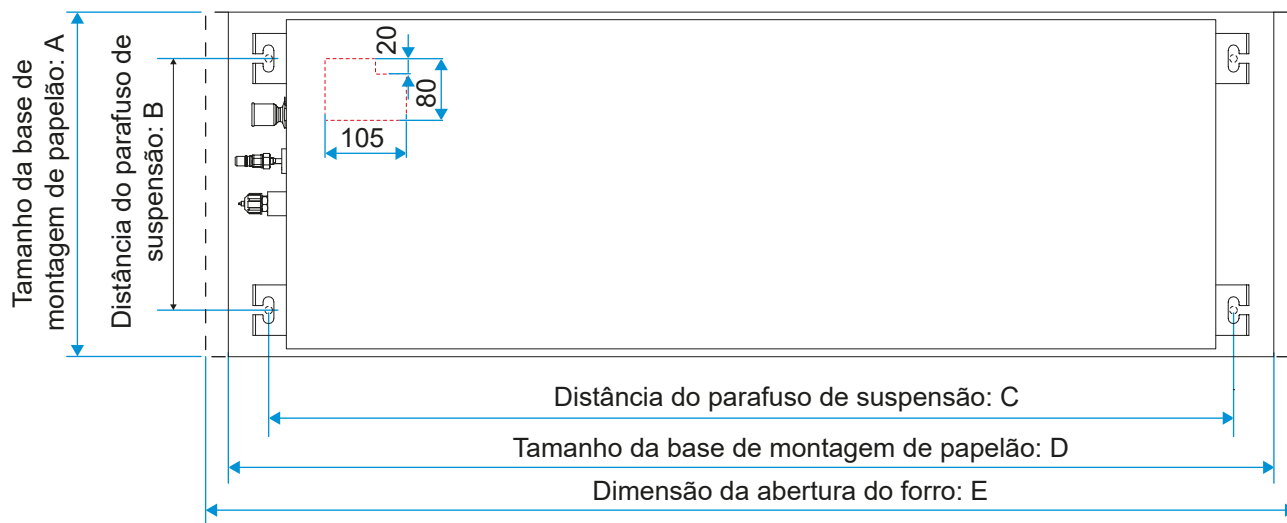 Tamanho da base de
montagem de papelão: A
Distância do parafuso de
suspensão: B
20
80
105
Distância do parafuso de suspensão: C
Tamanho da base de montagem de papelão: D
Dimensão da abertura do forro: E